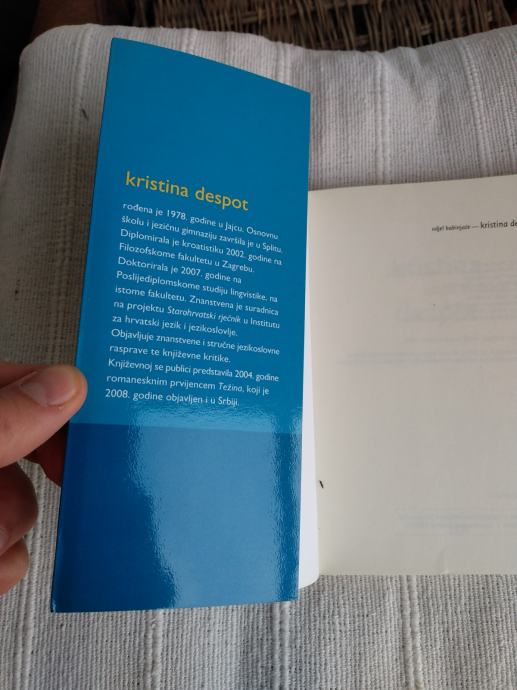 kristina despot
rođena je 1978. godine u Jajcu. Osnovnu
školu i jezičnu gimnaziju završila je u Splitu.
Diplomirala je kroatistiku 2002. godine na
Filozofskome fakultetu u Zagrebu.
Doktorirala je 2007. godine na
Poslijediplomskome studiju lingvistike, na
istome fakultetu. Znanstvena je suradnica
na projektu Starohrvatski rječnik u Institutu
za hrvatski jezik i jezikoslovlje.
Objavljuje znanstvene i stručne jezikoslovne
rasprave te književne kritike.
Književnoj se publici predstavila 2004. godine
romanesknim prvijencem Težina, koji je
2008. godine objavljen i u Srbiji.
— kristina de